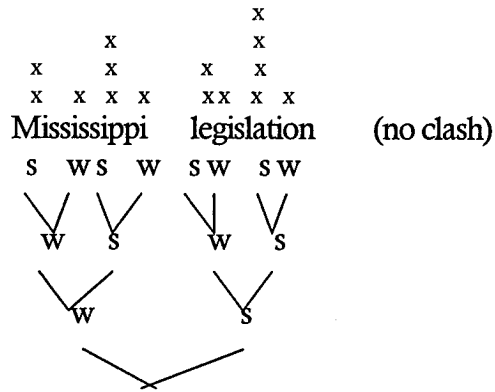 x
x x
x x x x
x x x x xx x x
Mississippi legislation (no clash)
S W S W S W S W
W S W S
W S